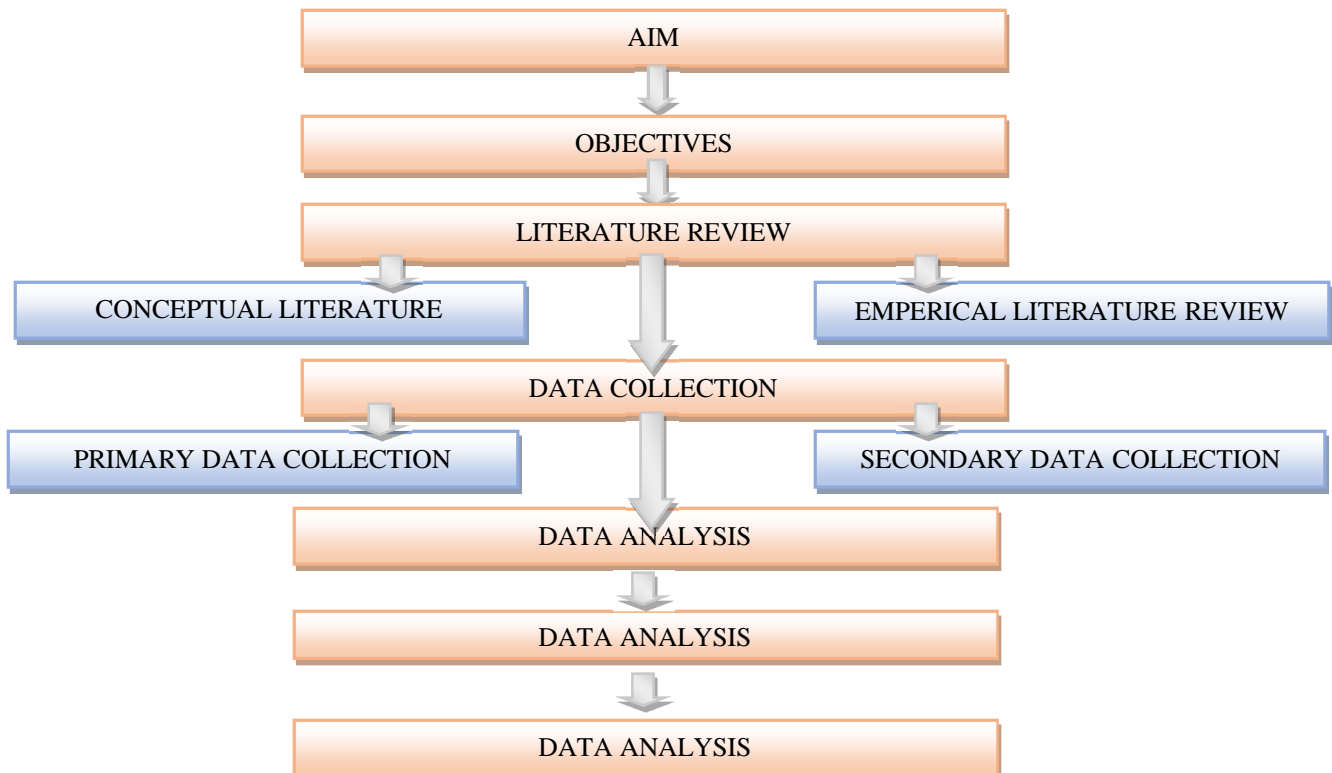 AIM
OBJECTIVES
LITERATURE REVIEW
CONCEPTUAL LITERATURE
EMPERICAL LITERATURE REVIEW
DATA COLLECTION
PRIMARY DATA COLLECTION
SECONDARY DATA COLLECTION
DATA ANALYSIS
DATA ANALYSIS
DATA ANALYSIS